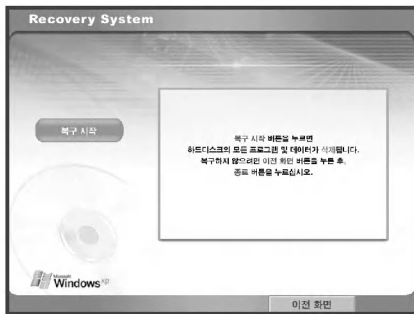 Recovery System
복구 시작
복구 시작 버튼을 누르면
하드디스크의 모든 프로그램 및 데이터가 삭제됩니다.
복구하지 않으려면 이전 화면 버튼을 누른 후,
종료 버튼을 누르십시오.
Microsoft
Windows xp
이전 화면